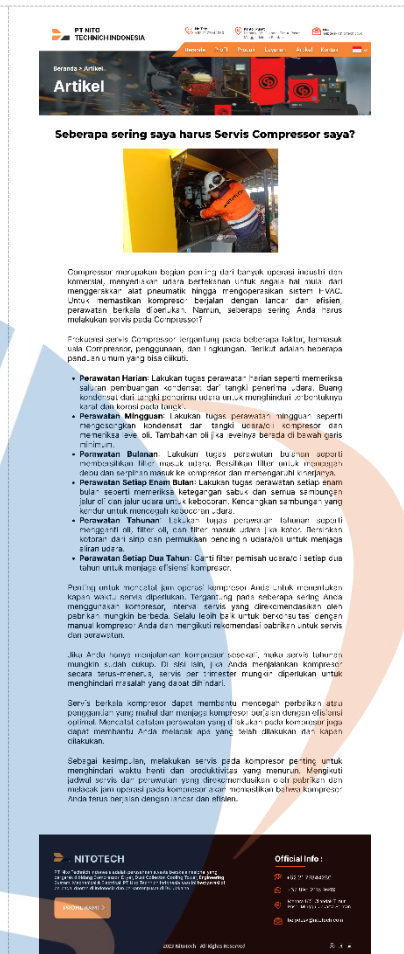 PT NITO
TECHNICH INDONESIA
Beranda Profil Produk Layanan Artikel Kontak
Beranda > Artikel
Artikel
Seberapa sering saya harus Servis Compressor saya?
Compressor merupakan bagian penting dari banyak operasi industri dan
komersial, menyediakan udara bertekanan untuk segala hal mulai dari
menggerakkan alat pneumatik hingga mengoperasikan sistem HVAC.
Untuk memastikan kompresor berjalan dengan lancar dan efisien,
perawatan berkala diperlukan. Namun, seberapa sering Anda harus
melakukan servis pada Compressor?
Frekuensi servis Compressor tergantung pada beberapa faktor, termasuk
usia Compressor, penggunaan, dan lingkungan. Berikut adalah beberapa
panduan umum yang bisa diikuti.
• Perawatan Harian: Lakukan tugas perawatan harian seperti memeriksa
saluran pembuangan kondensat dari tangki penerima udara. Buang
kondensat dari tangki penerima udara untuk menghindari terbentuknya
karat dan korosi pada tangki.
• Perawatan Mingguan: Lakukan tugas perawatan mingguan seperti
mengosongkan kondensat dar tangki udara/oli kompresor dan
memeriksa level oli. Tambahkan oli jika levelnya berada di bawah garis
minimum.
• Perawatan Bulanan: Lakukan tugas perawatan bulanan seperti
membersihkan filter masuk udara. Bersihkan filter untuk mencegah
debu dan serpihan masuk ke kompresor dan memengaruhi kinerjanya.
• Perawatan Setiap Enam Bulan: Lakukan tugas perawatan setiap enam
bulan seperti memeriksa ketegangan sabuk dan semua sambungan
jalur oli dan jalur udara untuk kebocoran. Kencangkan sambungan yang
kendur untuk mencegah kebocoran udara.
• Perawatan Tahunan: Lakukan tugas perawatan tahunan seperti
mengganti oli, filter oli, dan filter masuk udara jika kotor. Bersihkan
kotoran dari sirip dan permukaan pendingin udara/oli untuk menjaga
aliran udara.
• Perawatan Setiap Dua Tahun: Ganti filter pemisah udara/oli setiap dua
tahun untuk menjaga efisiensi kompresor.
Penting untuk mencatat jam operasi kompresor Anda untuk menentukan
kapan waktu servis diperlukan. Tergantung pada seberapa sering Anda
menggunakan kompresor, interval servis yang direkomendasikan oleh
pabrikan mungkin berbeda. Selalu lebih baik untuk berkonsultasi dengan
manual kompresor Anda dan mengikuti rekomendasi pabrikan untuk servis
dan perawatan.
Jika Anda hanya menjalankan kompresor sesekali, maka servis tahunan
mungkin sudah cukup. Di sisi lain, jika Anda menjalankan kompresor
secara terus-menerus, servis per trimester mungkin diperlukan untuk
menghindari masalah yang dapat dihindari.
Servis berkala kompresor dapat membantu mencegah perbaikan atau
penggantian yang mahal dan menjaga kompresor berjalan dengan efisiensi
optimal. Mencatat catatan perawatan yang dilakukan pada kompresor juga
dapat membantu Anda melacak apa yang telah dilakukan dan kapan
dilakukan.
Sebagai kesimpulan, melakukan servis pada kompresor penting untuk
menghindari waktu henti dan produktivitas yang menurun. Mengikuti
jadwal servis dan perawatan yang direkomendasikan oleh pabrikan dan
melacak jam operasi pada kompresor akan memastikan bahwa kompresor
Anda terus berjalan dengan lancar dan efisien.
NITOTECH
Official Info :
2023 Nitotech All Rights Reserved